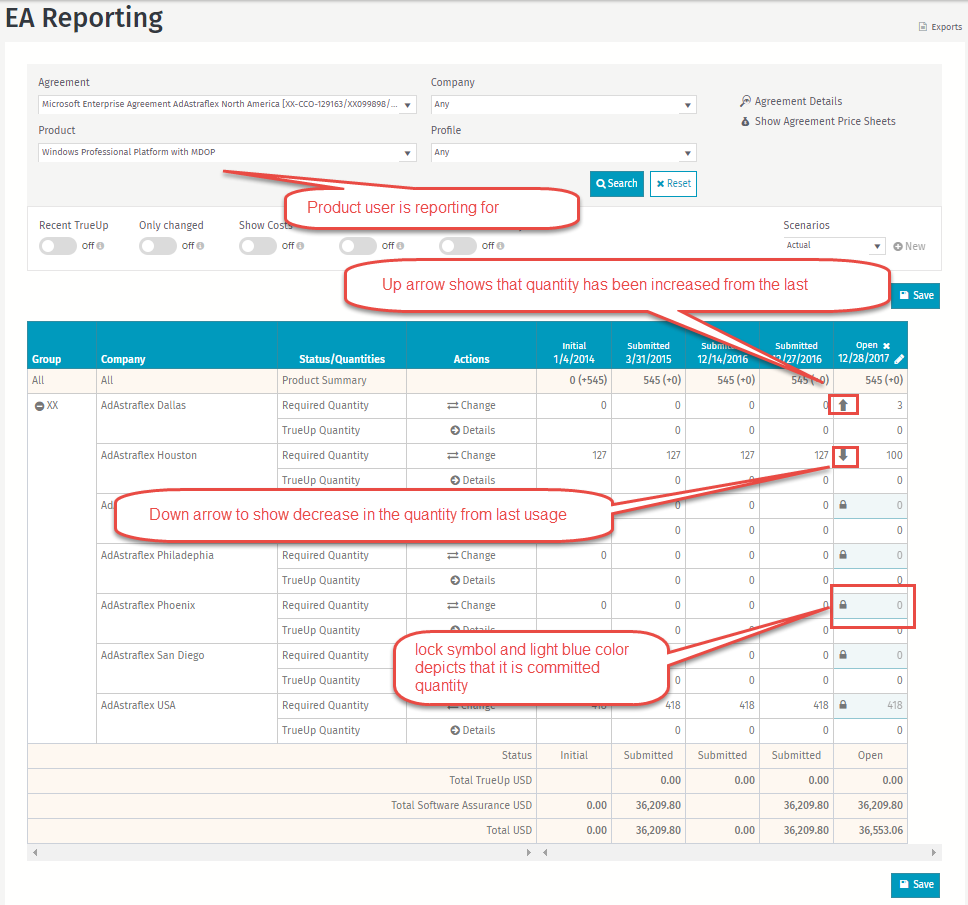 EA Reporting
Exports
Agreement
Company
Microsoft Enterprise Agreement AdAstraflex North America [XX-CCO-129163/XX099898/...
Any
Agreement Details
Show Agreement Price Sheets
Product
Profile
Windows Professional Platform with MDOP
Any
Search
Reset
Product user is reporting for
Recent TrueUp
Only changed
Show Costs
Scenarios
Off
Off
Off
Off
Off
Actual
New
Up arrow shows that quantity has been increased from the last
Save
Group Company Status/Quantities Actions Initial 1/4/2014 Submitted 3/31/2015 12/14/2016 Submitted 12/27/2016 Open 12/28/2017
All All Product Summary 0 (+545) 545 (+0) 545 (+0) 545 (+0) 545 (+0)
XX AdAstraflex Dallas Required Quantity Change 0 0 0 0 3
TrueUp Quantity Details 0 0 0 0
AdAstraflex Houston Required Quantity Change 127 127 127 127 100
TrueUp Quantity Details 0 0 0 0
0 0 0 0
Down arrow to show decrease in the quantity from last usage
0 0 0 0
AdAstraflex Philadephia Required Quantity Change 0 0 0 0 0
TrueUp Quantity Details 0 0 0 0
AdAstraflex Phoenix Required Quantity Change 0 0 0 0 0
TrueUp Quantity Details 0 0 0 0
lock symbol and light blue color
depicts that it is committed
quantity
AdAstraflex San Diego Required Quantity 0 0 0 0
TrueUp Quantity 0 0 0 0
AdAstraflex USA Required Quantity Change 418 418 418 418 418
TrueUp Quantity Details 0 0 0 0
Status Initial Submitted Submitted Submitted Open
Total TrueUp USD 0.00 0.00 0.00 0.00
Total Software Assurance USD 0.00 36,209.80 36,209.80 36,209.80
Total USD 0.00 36,209.80 0.00 36,209.80 36,553.06
Save